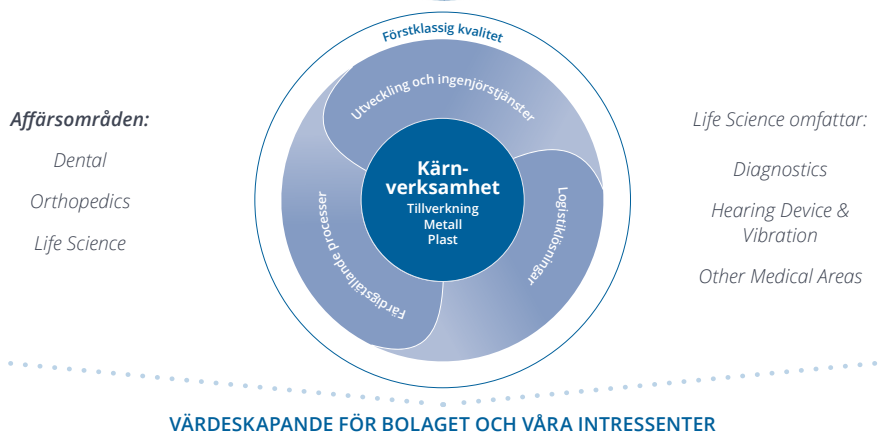 Förstklassig kvalitet
Utveckling och ingenjörstjänster
Affärsområden:
Dental
Orthopedics
Life Science
Kärn-
verksamhet
Tillverkning
Metall
Plast
Logistiklösningar
Färdigställande processer
Life Science omfattar:
Diagnostics
Hearing Device &
Vibration
Other Medical Areas
VÄRDESKAPANDE FÖR BOLAGET OCH VÅRA INTRESSENTER